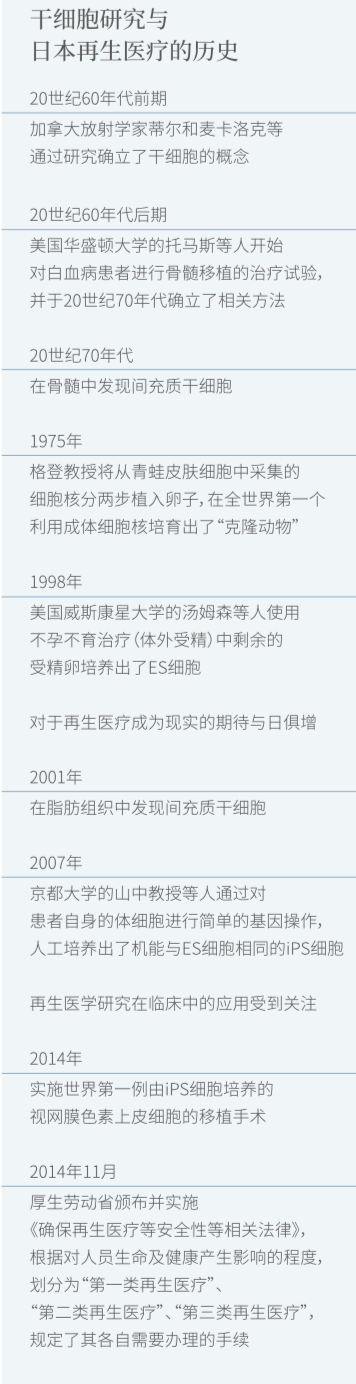 干细胞研究与
日本再生医疗的历史
20世纪60年代前期
加拿大放射学家蒂尔和麦卡洛克等
通过研究确立了干细胞的概念
20世纪60年代后期
美国华盛顿大学的托马斯等人开始
对白血病患者进行骨髓移植的治疗试验,
并于20世纪70年代确立了相关方法
20世纪70年代
在骨髓中发现间充质干细胞
1975年
格登教授将从青蛙皮肤细胞中采集的
细胞核分两步植入卵子, 在全世界第一个
利用成体细胞核培育出了“克隆动物”
1998年
美国威斯康星大学的汤姆森等人使用
不孕不育治疗（体外受精）中剩余的
受精卵培养出了ES细胞
对于再生医疗成为现实的期待与日俱增
2001年
在脂肪组织中发现间充质干细胞
2007年
京都大学的山中教授等人通过对
患者自身的体细胞进行简单的基因操作,
人工培养出了机能与ES细胞相同的iPS细胞
再生医学研究在临床中的应用受到关注
2014年
实施世界第一例由iPS细胞培养的
视网膜色素上皮细胞的移植手术
2014年11月
厚生劳动省颁布并实施
《确保再生医疗等安全性等相关法律》,
根据对人员生命及健康产生影响的程度,
划分为“第一类再生医疗”、
“第二类再生医疗”、“第三类再生医疗”,
规定了其各自需要办理的手续